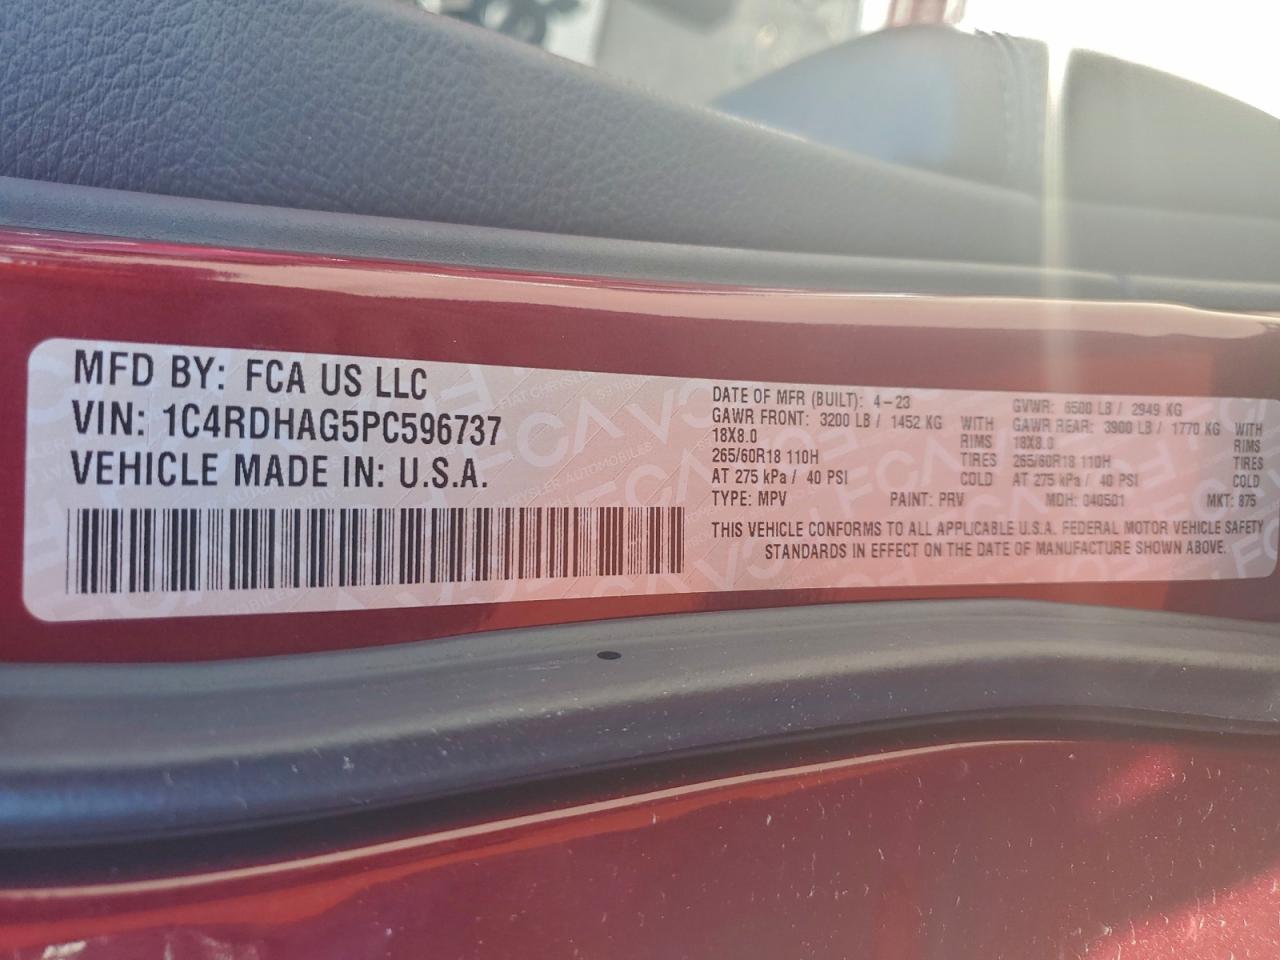 MFD BY: FCA US LLC
VIN: 1C4RDHAG5PC596737
VEHICLE MADE IN: U.S.A.
DATE OF MFR (BUILT): 4-23 GVWR: 6500 LB / 2949 KG
GAWR FRONT: 3200 LB / 1452 KG WITH GAWR REAR: 3900 LB / 1770 KG WITH
18X8.0 RIMS 18X8.0 RIMS
265/60R18 110H TIRES 265/60R18 110H TIRES
AT 275 kPa / 40 PSI COLD AT 275 kPa / 40 PSI COLD
TYPE: MPV PAINT: PRV MDH: 040501 MKT: 875
THIS VEHICLE CONFORMS TO ALL APPLICABLE U.S.A. FEDERAL MOTOR VEHICLE SAFETY
STANDARDS IN EFFECT ON THE DATE OF MANUFACTURE SHOWN ABOVE.